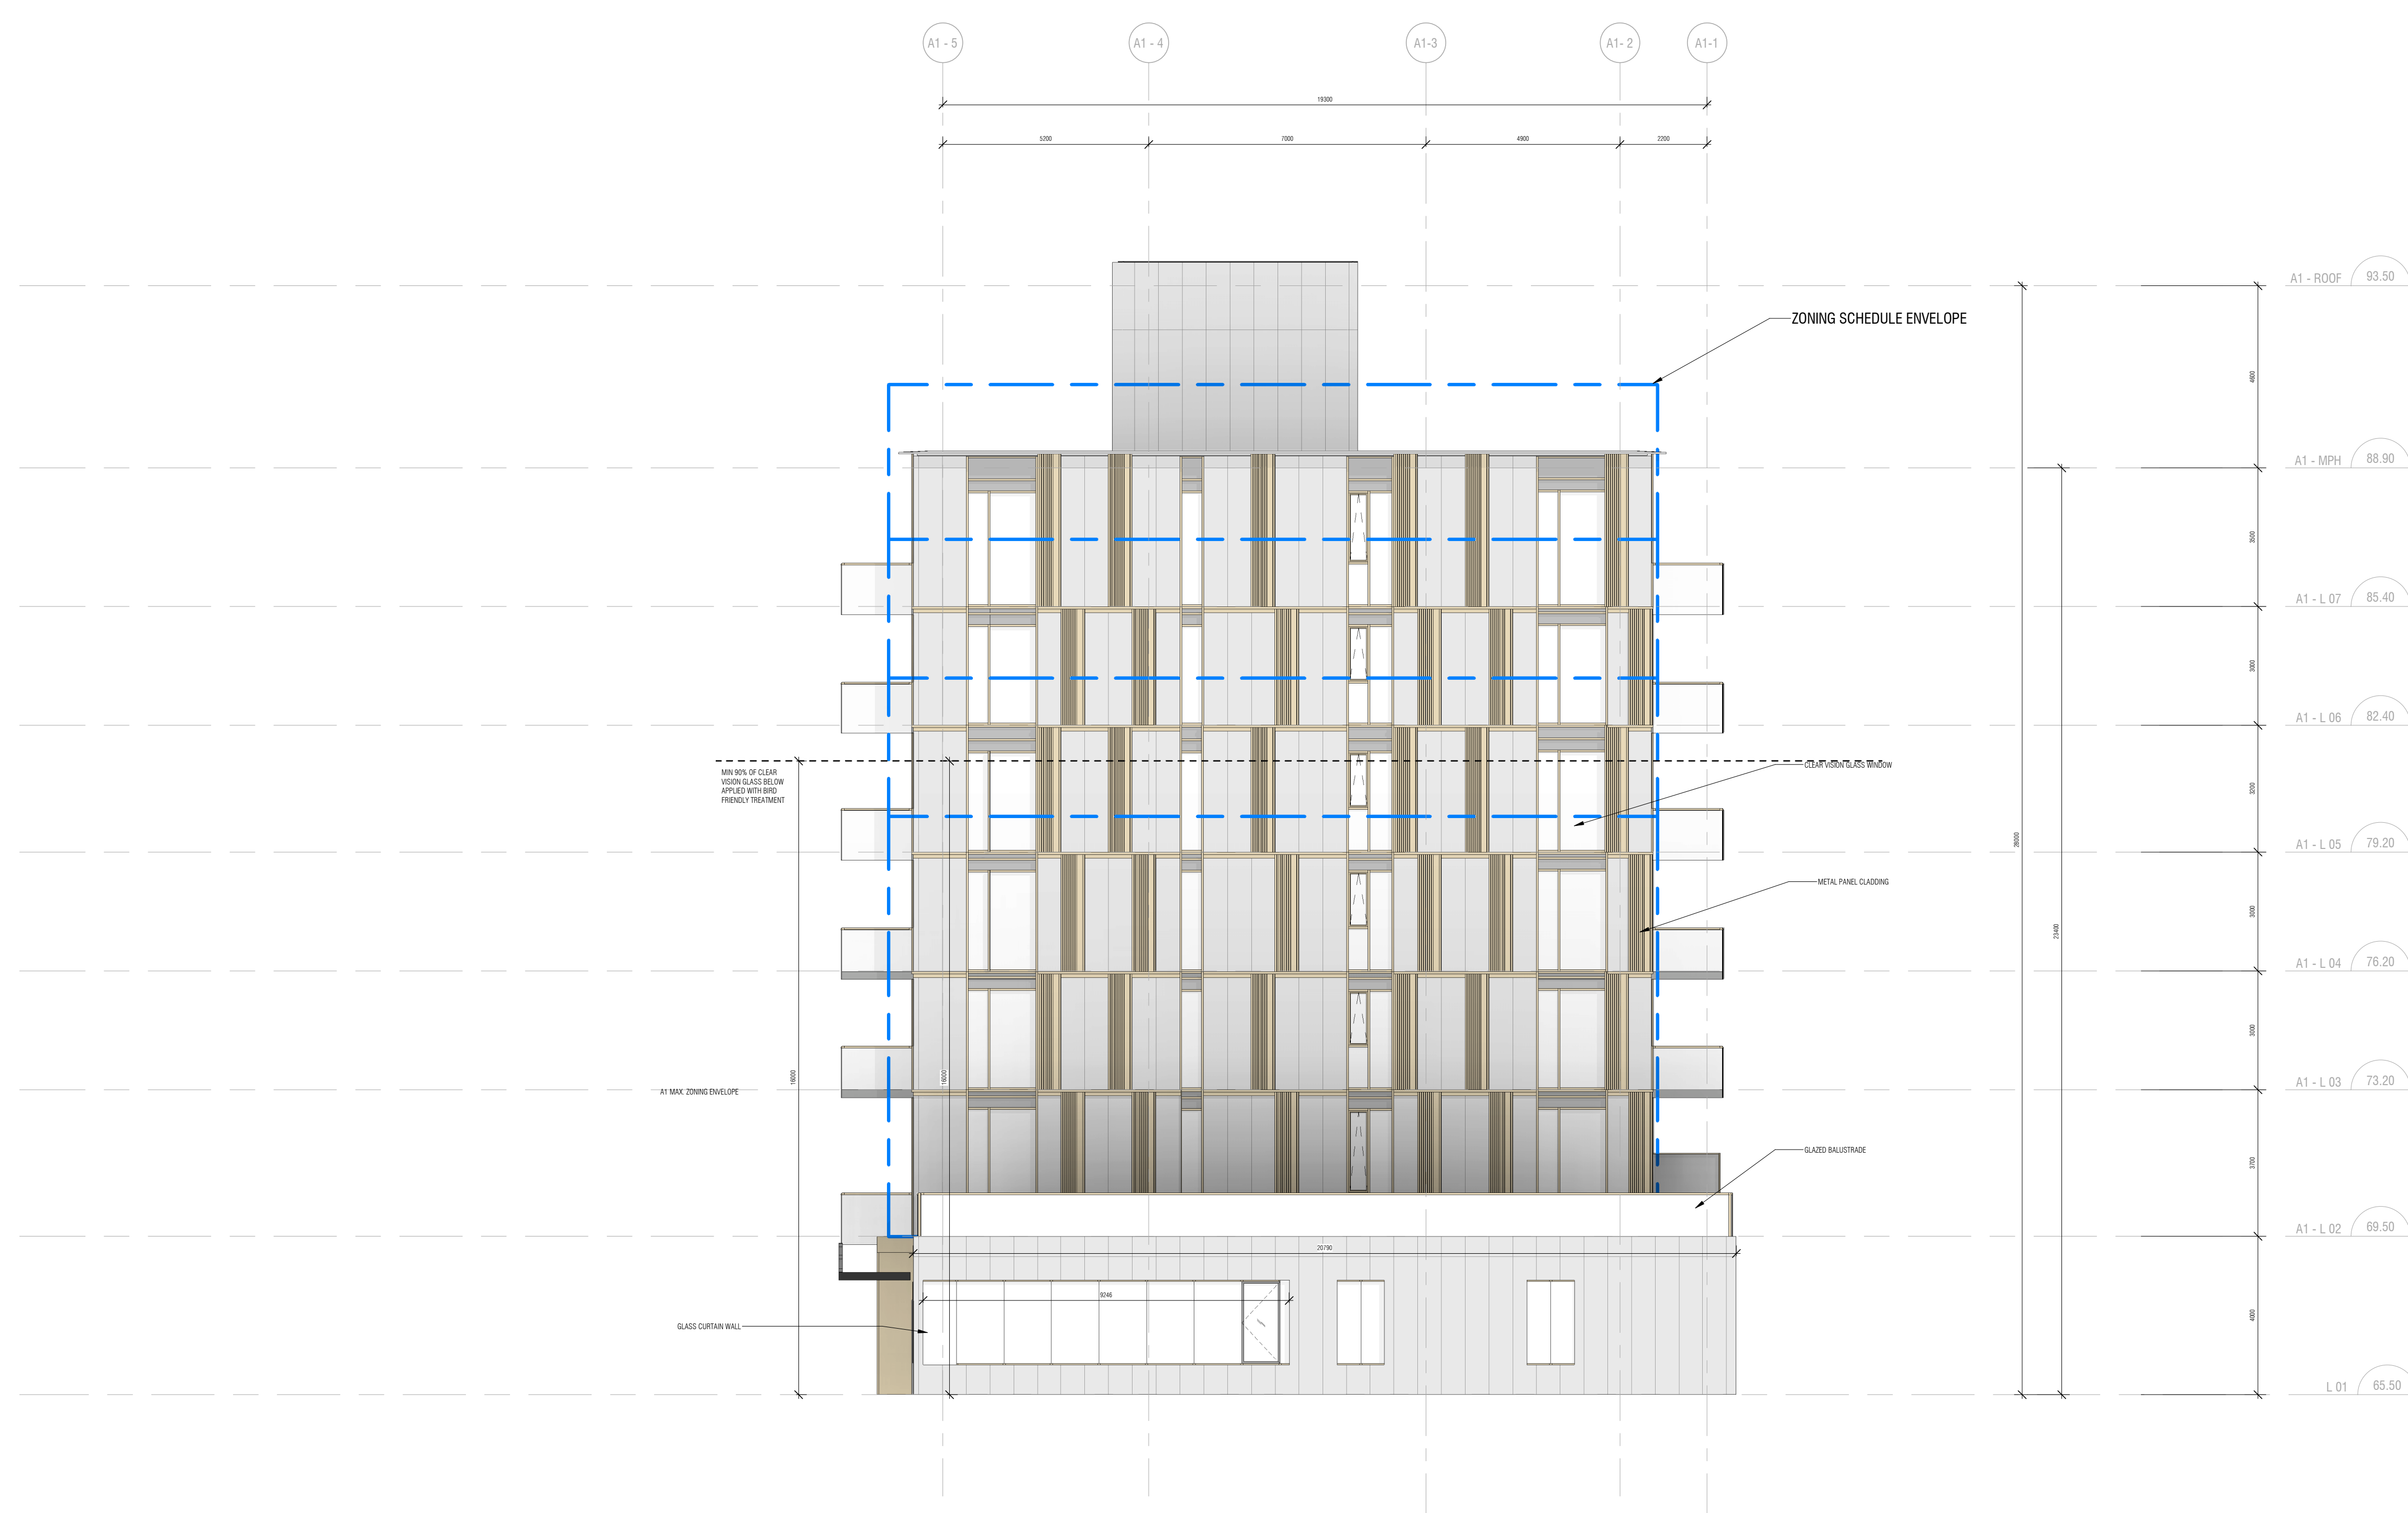 A1 - 5
A1 - 4
A1-3
A1- 2
A1-1
19300
5200
7000
4900
2200
A1 - ROOF
93.50
ZONING SCHEDULE ENVELOPE
4600
A1 - MPH
88.90
3500
A1 - L 07
85.40
3000
A1 - L 06
82.40
MIN 90% OF CLEAR
VISION GLASS BELOW
APPLIED WITH BIRD
FRIENDLY TREATMENT
CLEAR VISION GLASS WINDOW
3200
28000
A1 - L 05
79.20
METAL PANEL CLADDING
3000
23400
A1 - L 04
76.20
3000
16000
16000
A1 - L 03
73.20
A1 MAX. ZONING ENVELOPE
GLAZED BALUSTRADE
3700
A1 - L 02
69.50
20790
9246
4000
GLASS CURTAIN WALL
L 01
65.50